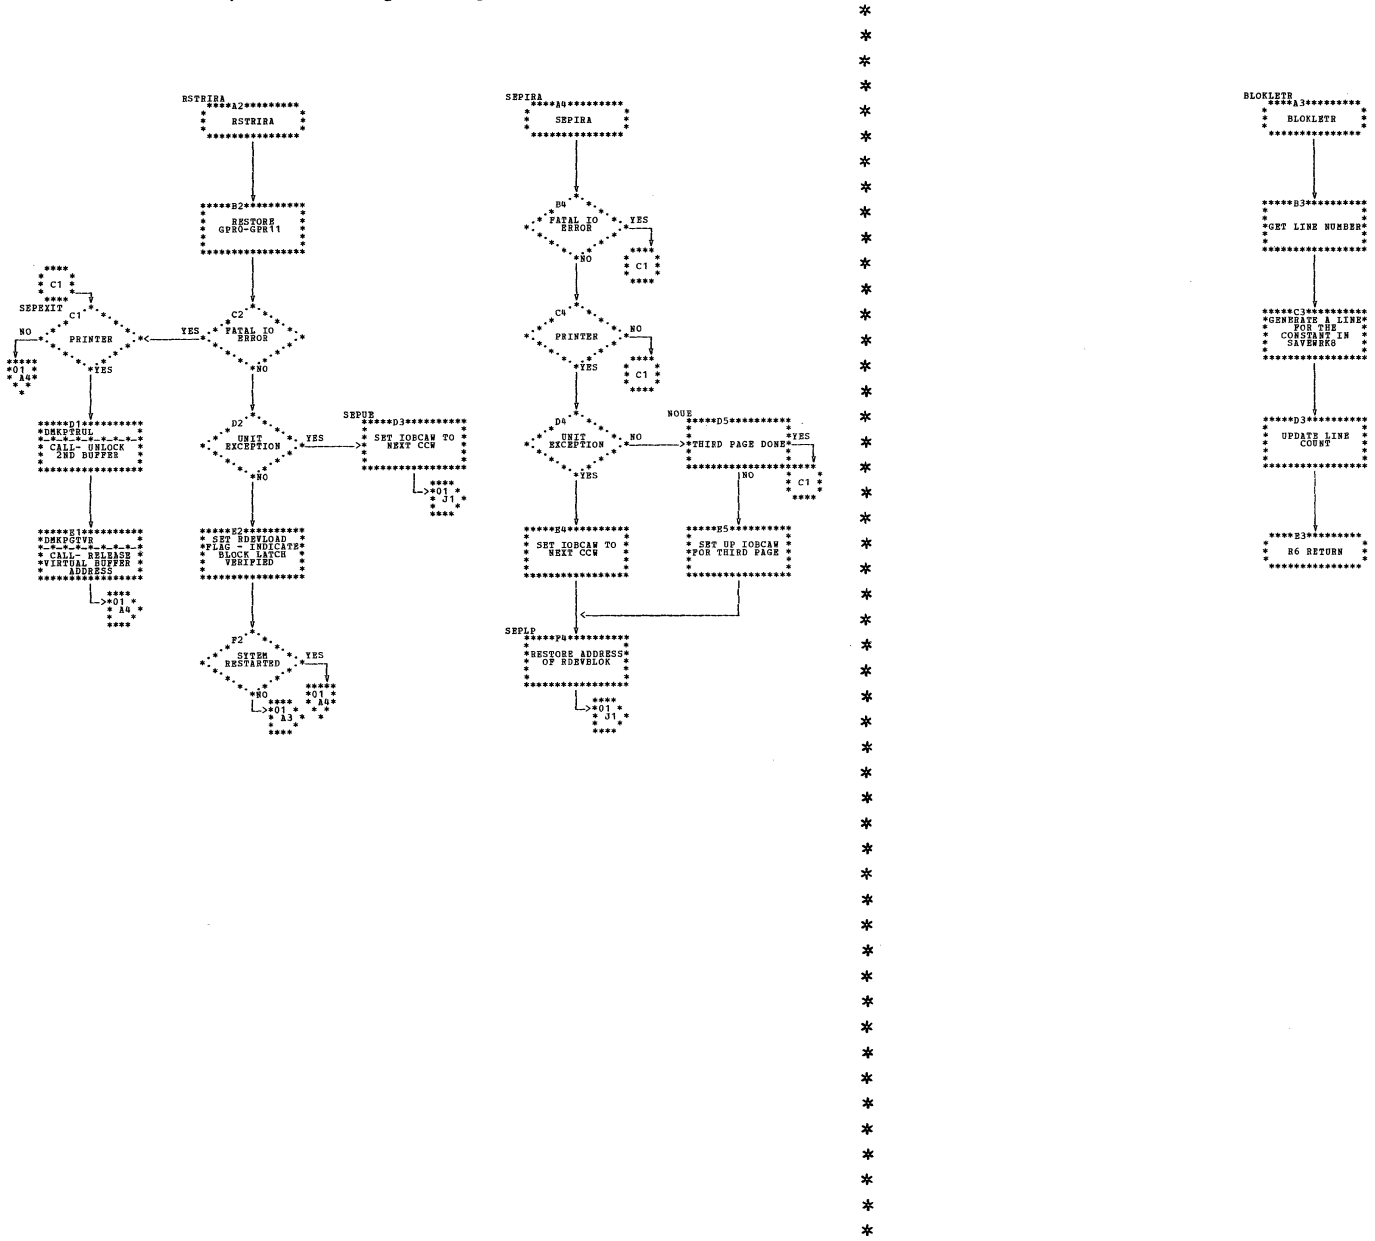 RSTRIRA
A2
RSTRIRA
B2
RESTORE
GPR0-GPR11
C1
SEPEXIT
C1
PRINTER
NO
YES
01
A4
YES
C2
FATAL IO
ERROR
NO
D1
DMKPTRUL
CALL- UNLOCK
2ND BUFFER
D2
UNIT
EXCEPTION
YES
NO
SEPUE
D3
SET IOBCAW TO
NEXT CCW
01
J1
E1
DMKPGTVR
CALL- RELEASE
VIRTUAL BUFFER
ADDRESS
01
A4
E2
SET RDEVLOAD
FLAG - INDICATE
BLOCK LATCH
VERIFIED
F2
SYTEM
RESTARTED
YES
NO
01
A4
01
A3
SEPIRA
A4
SEPIRA
B4
FATAL IO
ERROR
YES
NO
C1
C4
PRINTER
NO
YES
C1
D4
UNIT
EXCEPTION
NO
YES
NOUE
D5
THIRD PAGE DONE
YES
NO
C1
E4
SET IOBCAW TO
NEXT CCW
E5
SET UP IOBCAW
FOR THIRD PAGE
SEPLP
F4
RESTORE ADDRESS
OF RDEVBLOK
01
J1
BLOKLETR
A3
BLOKLETR
B3
GET LINE NUMBER
C3
GENERATE A LINE
FOR THE
CONSTANT IN
SAVEWRK8
D3
UPDATE LINE
COUNT
E3
R6 RETURN